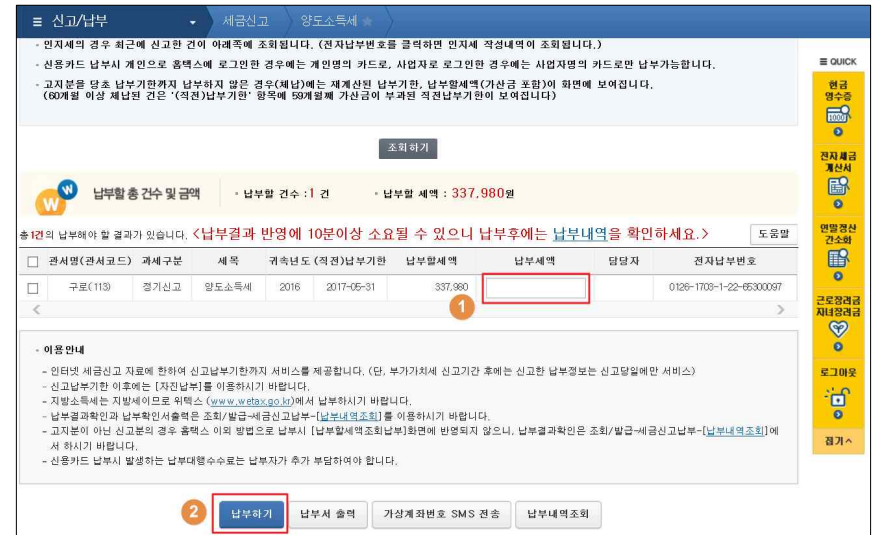 ≡ 신고/납부 세금신고 양도소득세 ★
- 인지세의 경우 최근에 신고한 건이 아래쪽에 조회됩니다. (전자납부번호를 클릭하면 인지세 작성내역이 조회됩니다.)
- 신용카드 납부시 개인으로 홈텍스에 로그인한 경우에는 개인명의 카드로, 사업자로 로그인한 경우에는 사업자명의 카드로만 납부가능합니다.
- 고지분을 당초 납부기한까지 납부하지 않은 경우(체납)에는 재계산된 납부기한, 납부할세액(가산금 포함)이 화면에 보여집니다.
(60개월 이상 체납된 건은 '(직전)납부기한' 항목에 59개월째 가산금이 부과된 직전납부기한이 보여집니다)
조회하기
W W 납부할 총 건수 및 금액 • 납부할 건수 : 1 건 • 납부할 세액 : 337,980원
총 1건의 납부해야 할 결과가 있습니다. <납부결과 반영에 10분이상 소요될 수 있으니 납부후에는 납부내역을 확인하세요.> 도움말
관서명(관서코드) 과세구분 세목 귀속년도 (직전)납부기한 납부할세액 납부세액 담당자 전자납부번호
구로(113) 정기신고 양도소득세 2016 2017-05-31 337,980 0126-1703-1-22-65300097
1
• 이용안내
- 인터넷 세금신고 자료에 한하여 신고납부기한까지 서비스를 제공합니다. (단, 부가가치세 신고기간 후에는 신고한 납부정보는 신고당일에만 서비스)
- 신고납부기한 이후에는 [자진납부]를 이용하시기 바랍니다.
- 지방소득세는 지방세이므로 위텍스 (www.wetax.go.kr)에서 납부하시기 바랍니다.
- 납부결과확인과 납부확인서출력은 조회/발급-세금신고납부-[납부내역조회]를 이용하시기 바랍니다.
- 고지분이 아닌 신고분의 경우 홈택스 이외 방법으로 납부시 [납부할세액조회납부]화면에 반영되지 않으니, 납부결과확인은 조회/발급-세금신고납부-[납부내역조회]에
서 하시기 바랍니다.
- 신용카드 납부시 발생하는 납부대행수수료는 납부자가 추가 부담하여야 합니다.
2 납부하기 납부서 출력 가상계좌번호 SMS 전송 납부내역조회
≡ QUICK
현금
영수증
1000
전자세금
계산서
연말정산
간소화
근로장려금
자녀장려금
로그아웃
접기 ^